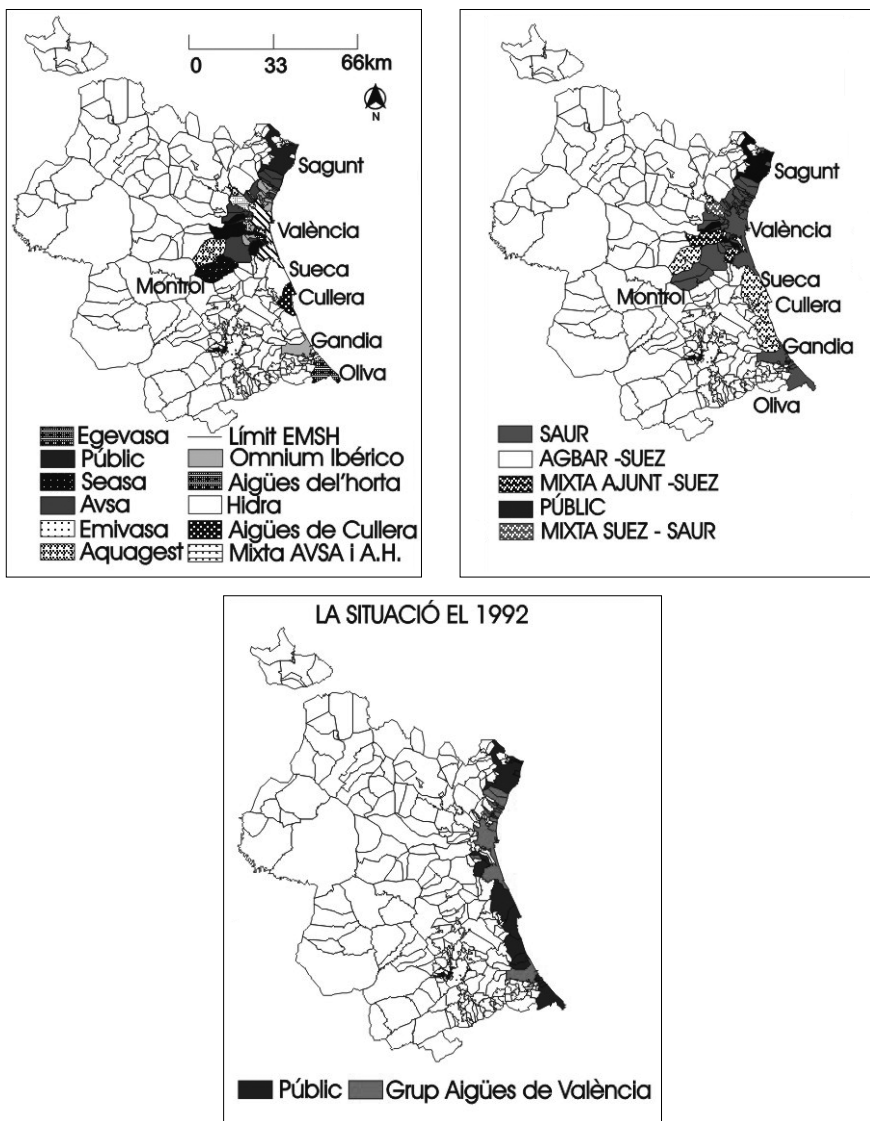 0 33 66km
N
Sagunt
València
Sueca
Montrol
Cullera
Gandia
Oliva
Egevasa
Públic
Seasa
Avsa
Emivasa
Aquagest
Límit EMSH
Omnium Ibérico
Aigües del'horta
Hidra
Aigües de Cullera
Mixta AVSA i A.H.
Sagunt
València
Sueca
Montrol
Cullera
Gandia
Oliva
SAUR
AGBAR -SUEZ
MIXTA AJUNT -SUEZ
PÚBLIC
MIXTA SUEZ - SAUR
LA SITUACIÓ EL 1992
Públic Grup Aigües de València